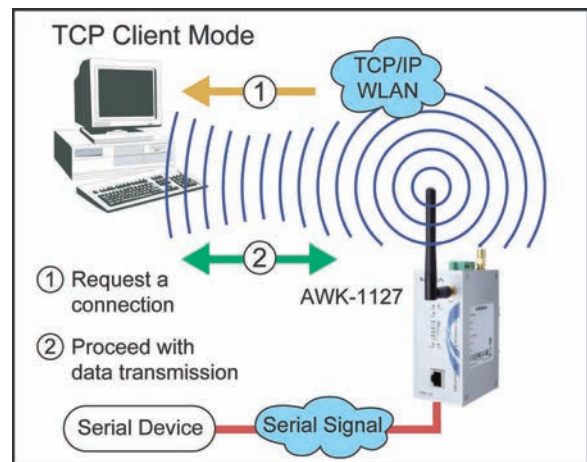 TCP Client Mode
TCP/IP
WLAN
1
2
AWK-1127
1 Request a
connection
2 Proceed with
data transmission
Serial Device
Serial Signal